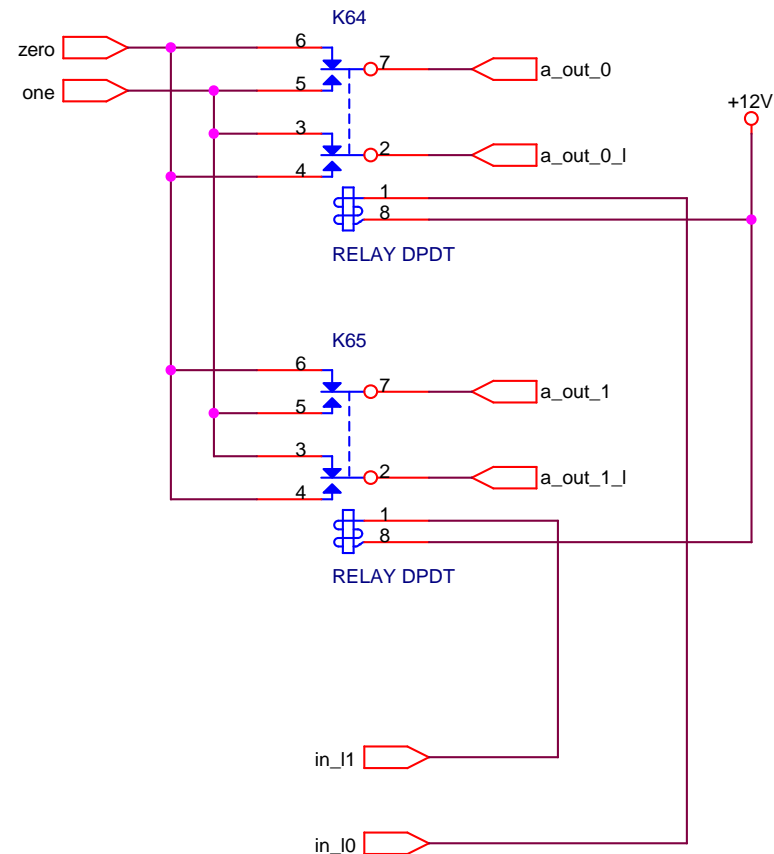 K64
zero
6
7
a_out_0
one
5
+12V
3
2
a_out_0_l
4
1
8
RELAY DPDT
K65
6
7
a_out_1
5
3
2
a_out_1_l
4
1
8
RELAY DPDT
in_l1
in_l0